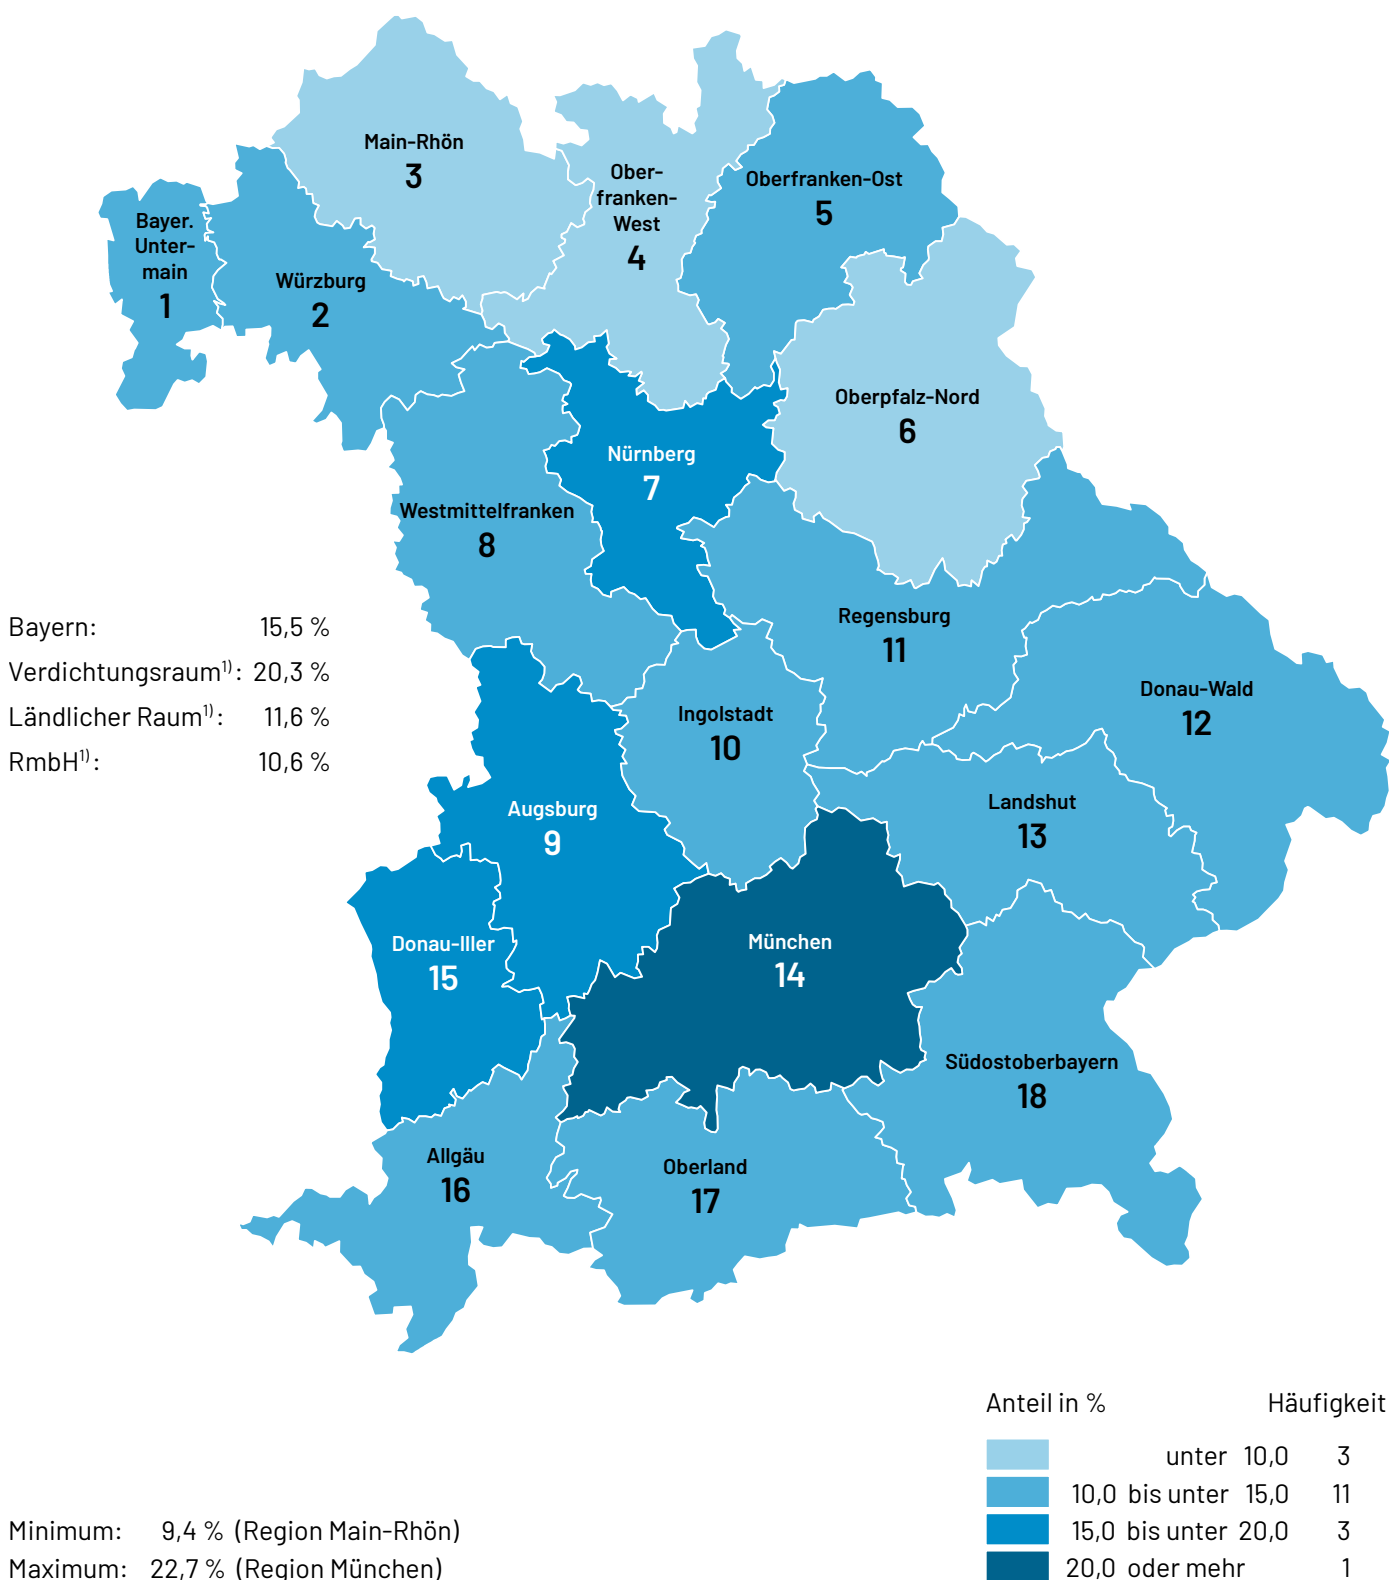 Main-Rhön
3
Ober-
franken-
West
4
Oberfranken-Ost
5
Bayer.
Unter-
main
1
Würzburg
2
Oberpfalz-Nord
6
Nürnberg
7
Westmittelfranken
8
Bayern: 15,5 %
Verdichtungsraum¹⁾: 20,3 %
Ländlicher Raum¹⁾: 11,6 %
RmbH¹⁾: 10,6 %
Regensburg
11
Donau-Wald
12
Ingolstadt
10
Landshut
13
Augsburg
9
Donau-Iller
15
München
14
Südostoberbayern
18
Allgäu
16
Oberland
17
Anteil in % Häufigkeit
unter 10,0 3
10,0 bis unter 15,0 11
15,0 bis unter 20,0 3
20,0 oder mehr 1
Minimum: 9,4 % (Region Main-Rhön)
Maximum: 22,7 % (Region München)